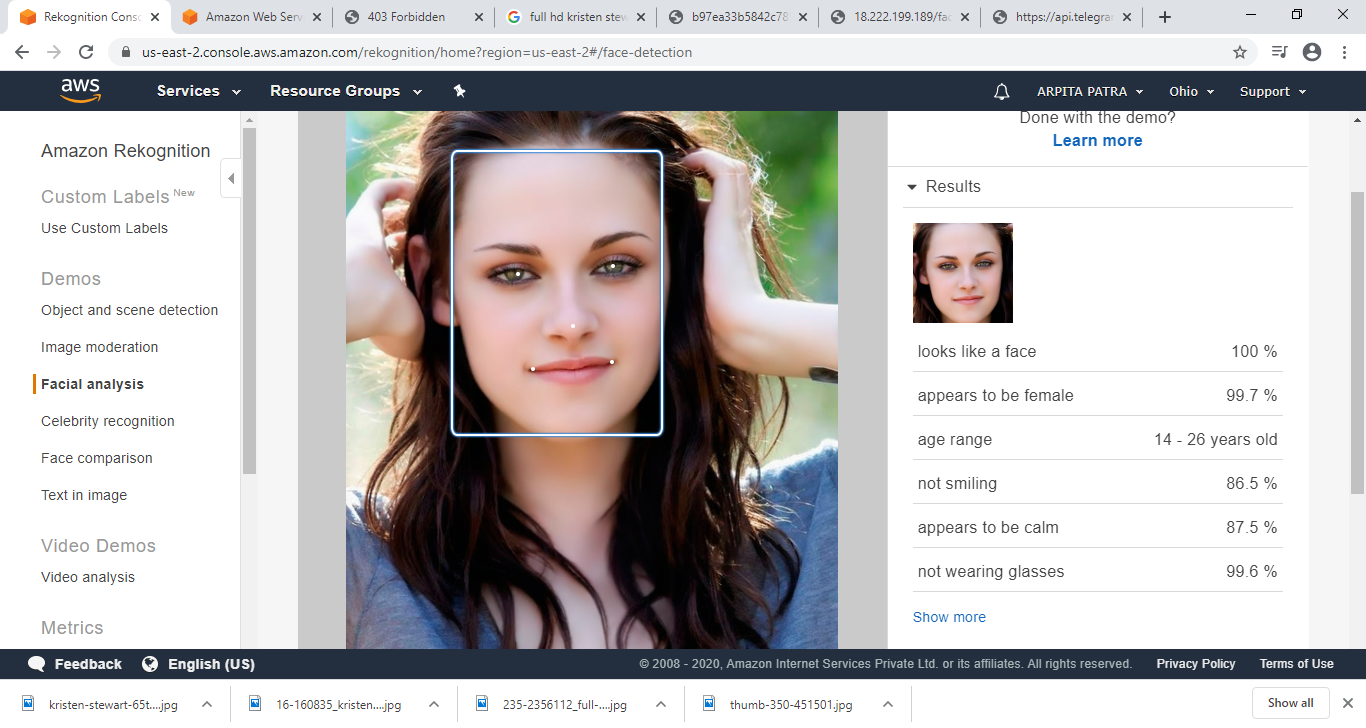 Rekognition Consc
Amazon Web Serv
403 Forbidden
full hd kristen stew
b97ea33b5842c78
18.222.199.189/fac
https://api.telegrar
us-east-2.console.aws.amazon.com/rekognition/home?region=us-east-2#/face-detection
aws
Services
Resource Groups
ARPITA PATRA
Ohio
Support
Amazon Rekognition
Custom Labels New
Use Custom Labels
Demos
Object and scene detection
Image moderation
Facial analysis
Celebrity recognition
Face comparison
Text in image
Video Demos
Video analysis
Metrics
Done with the demo?
Learn more
Results
looks like a face 100 %
appears to be female 99.7 %
age range 14 - 26 years old
not smiling 86.5 %
appears to be calm 87.5 %
not wearing glasses 99.6 %
Show more
Feedback
English (US)
© 2008 - 2020, Amazon Internet Services Private Ltd. or its affiliates. All rights reserved.
Privacy Policy
Terms of Use
kristen-stewart-65t....jpg
16-160835_kristen....jpg
235-2356112_full-....jpg
thumb-350-451501.jpg
Show all